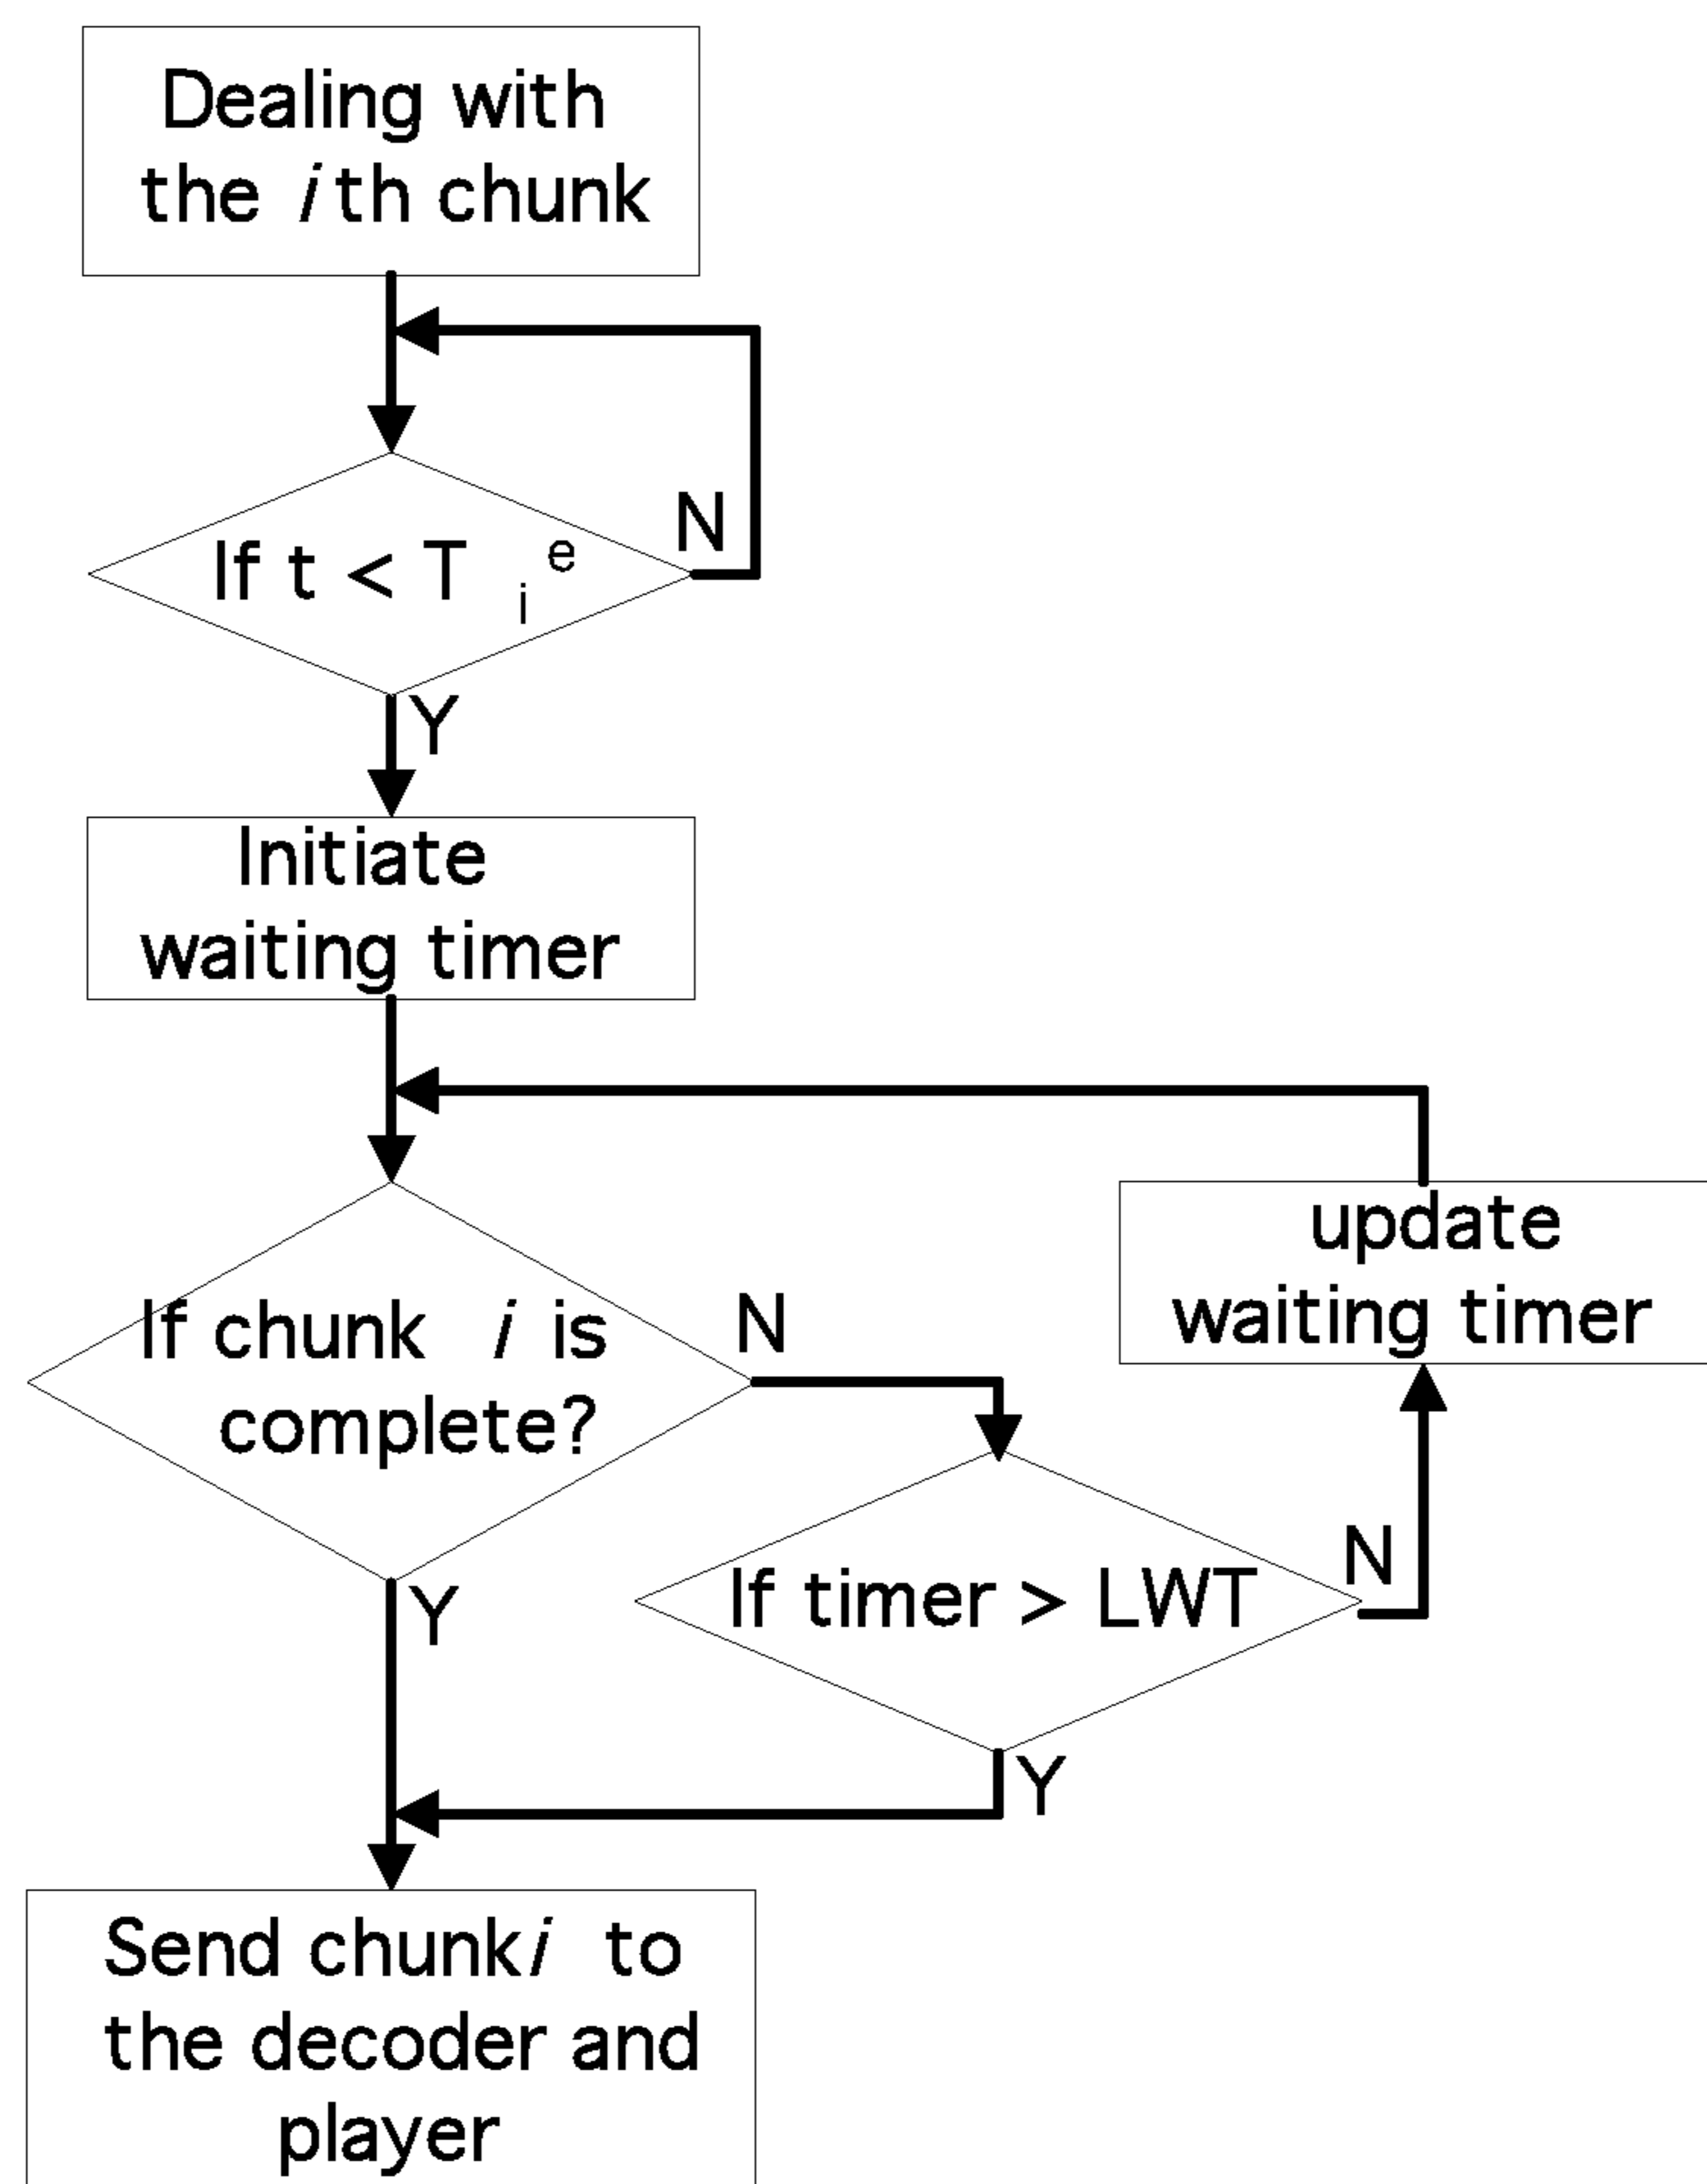 Dealing with
the i th chunk
N
If t < T i e
Y
Initiate
waiting timer
update
waiting timer
If chunk i is
complete?
N
If timer > LWT
N
Y
Y
Send chunk i to
the decoder and
player